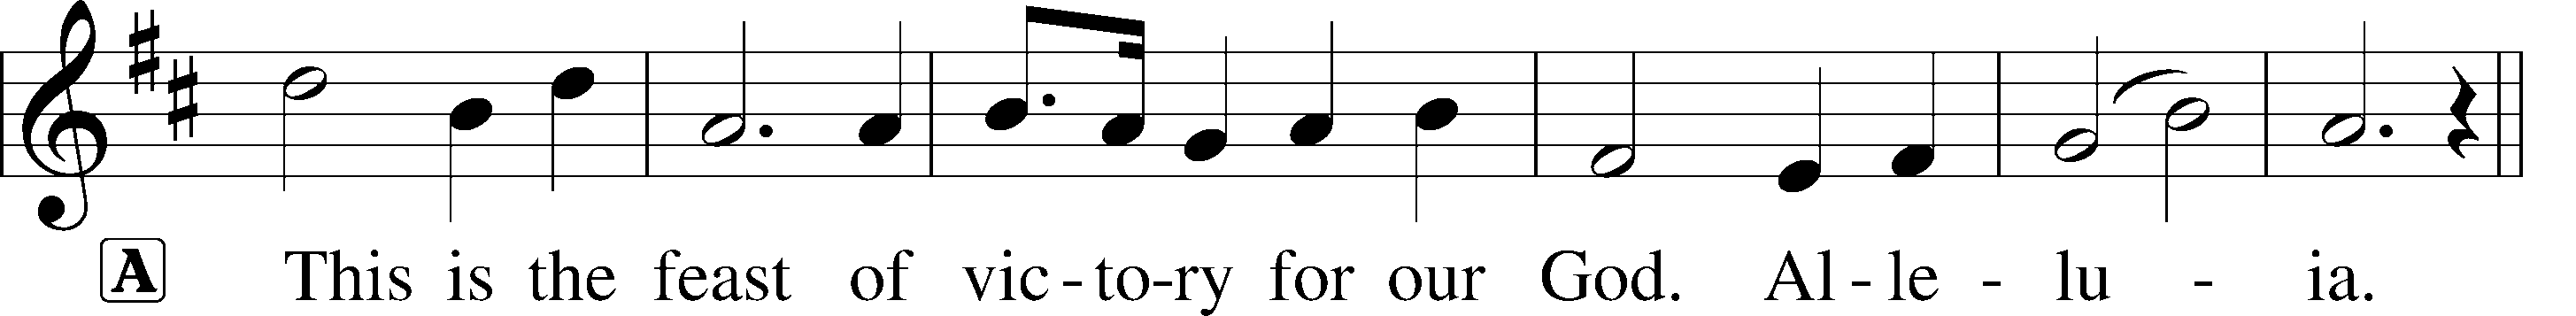 A This is the feast of vic - to - ry for our God. Al - le - lu - ia.